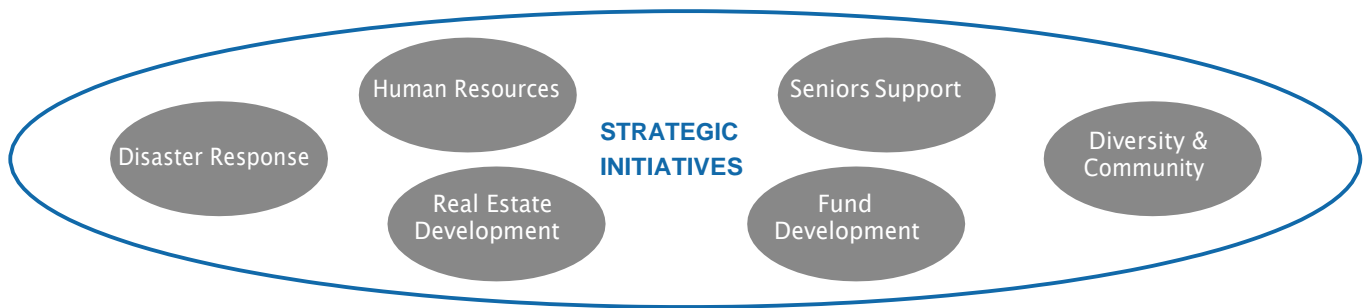 Human Resources
Seniors Support
Disaster Response
STRATEGIC
INITIATIVES
Diversity &
Community
Real Estate
Development
Fund
Development